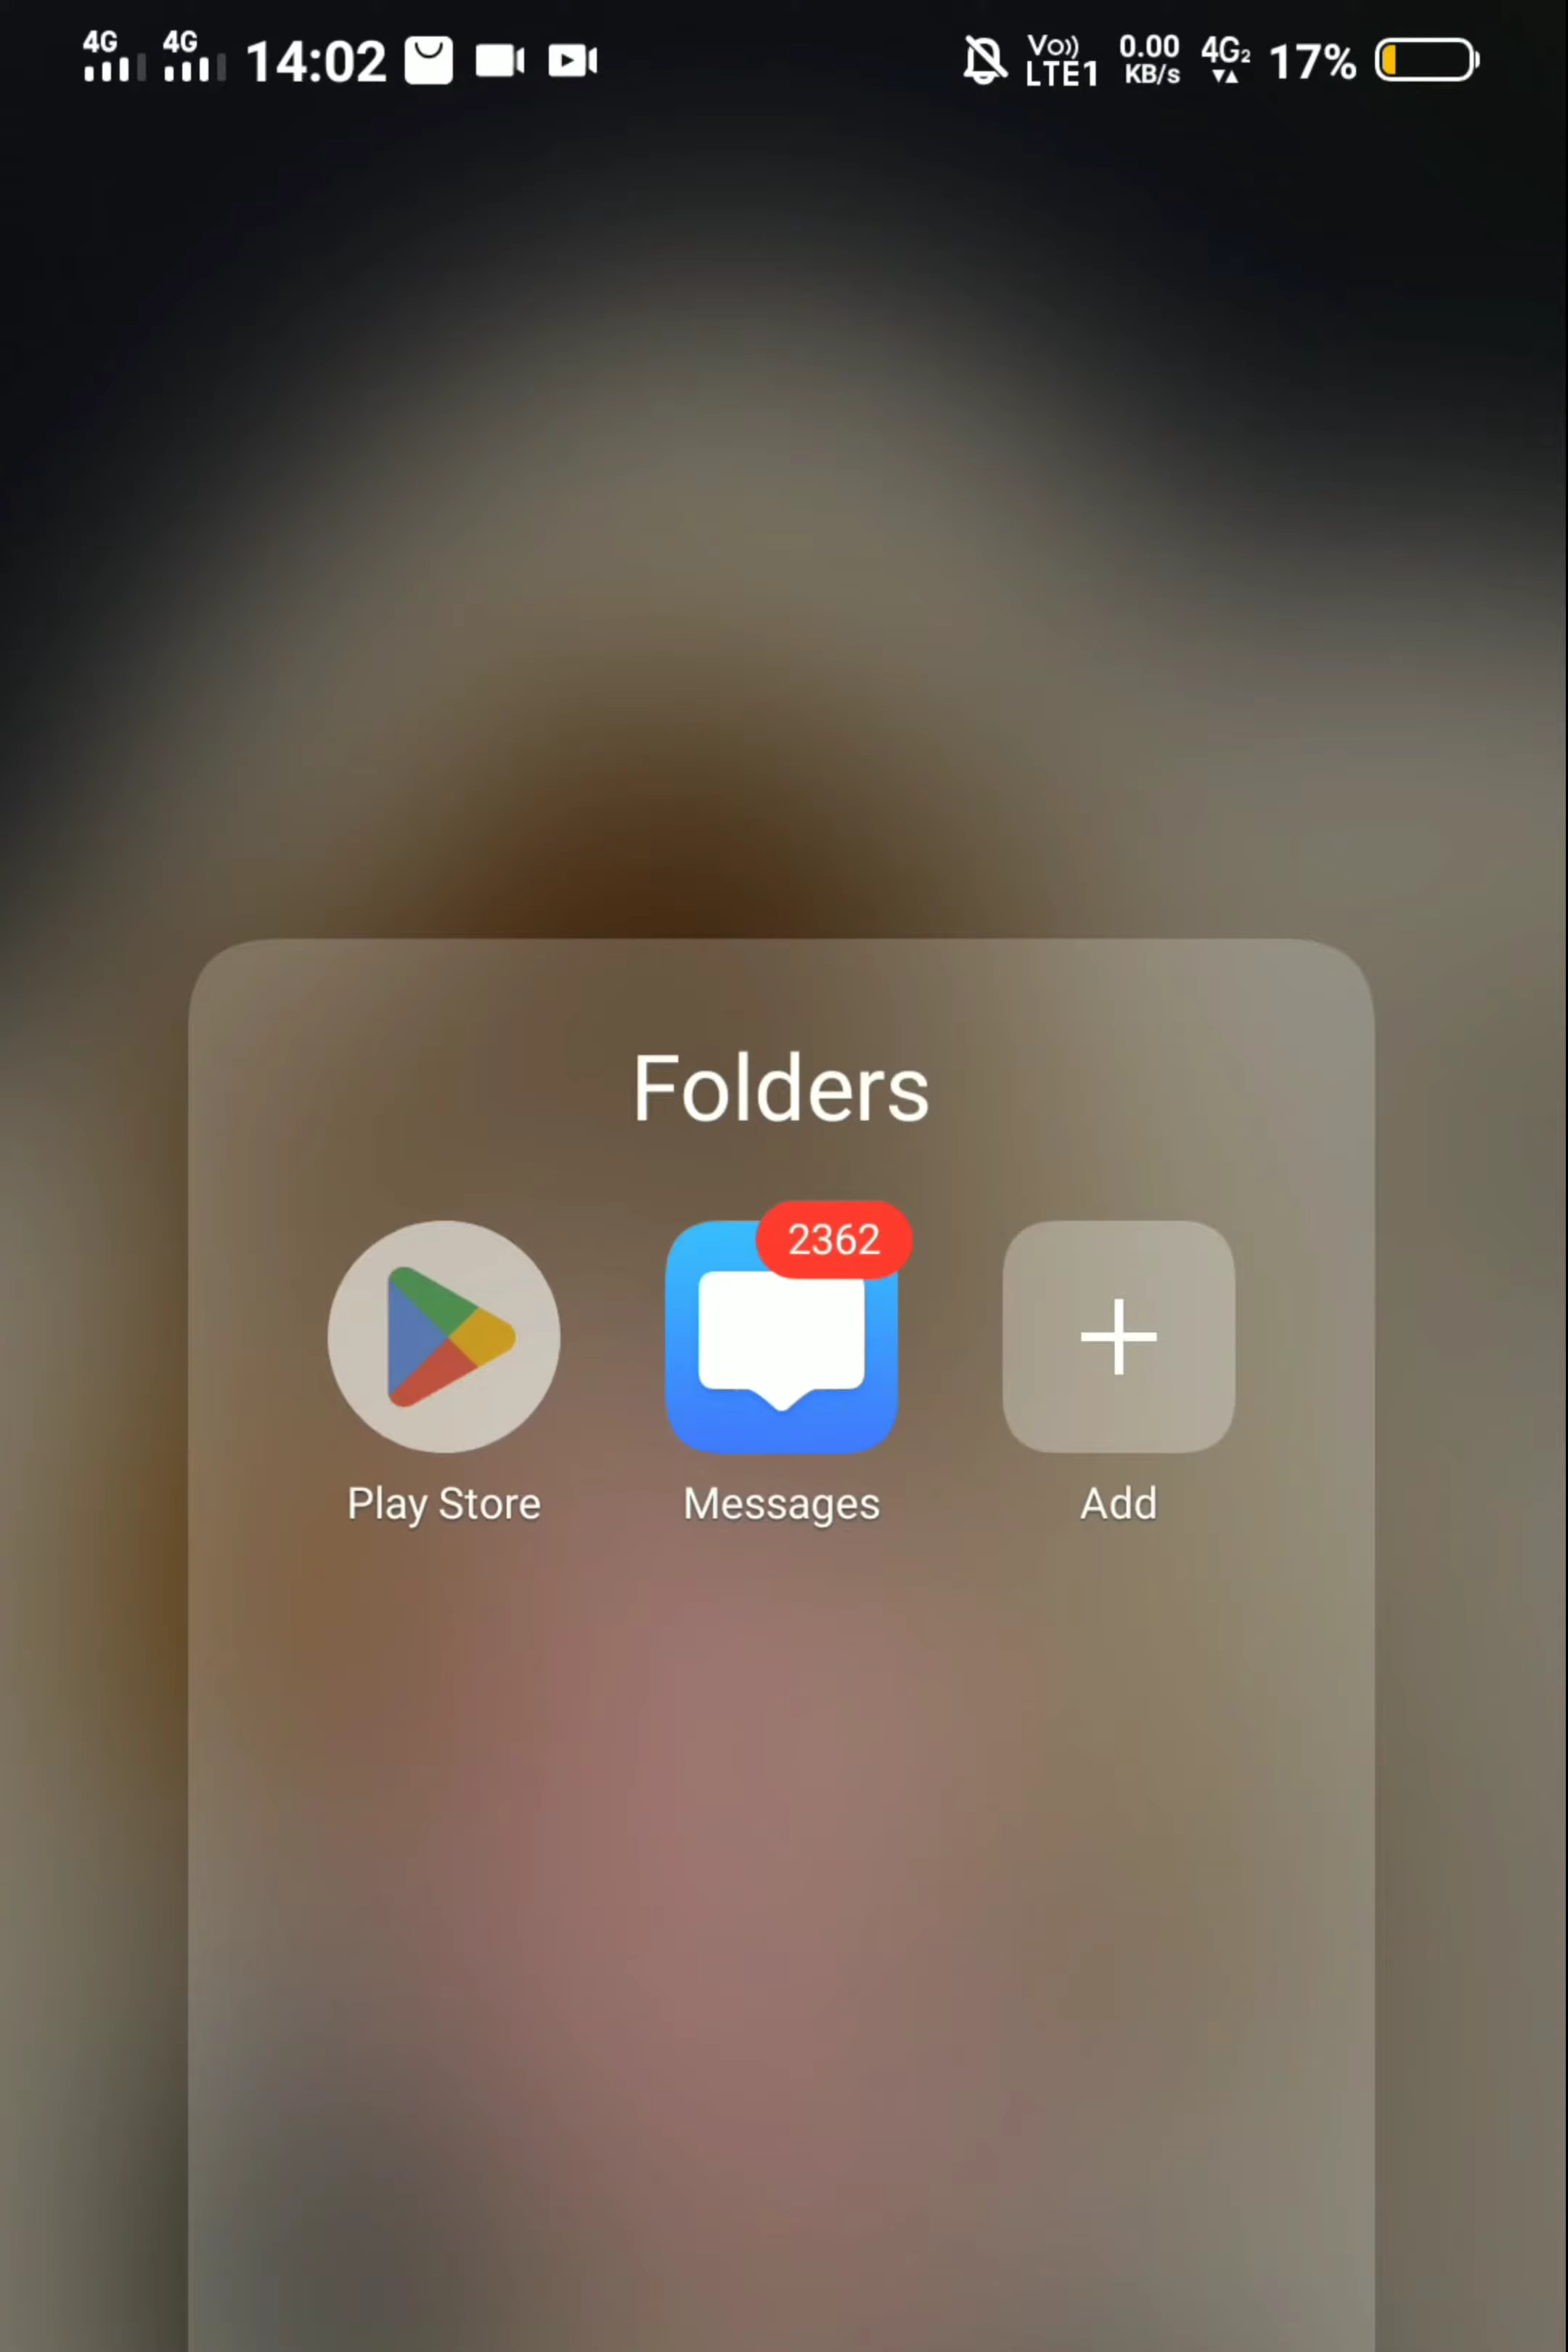 4G 4G 14:02 Vo)) LTE1 0.00 KB/s 4G2 17%
Folders
2362
Play Store Messages Add